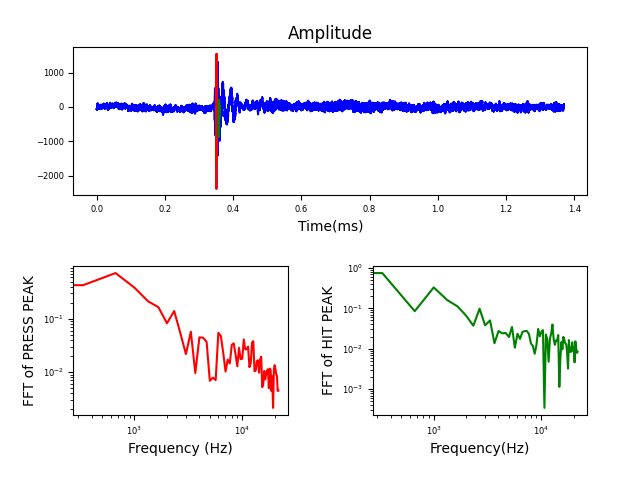 Amplitude
1000
0
−1000
−2000
0.0 0.2 0.4 0.6 0.8 1.0 1.2 1.4
Time(ms)
FFT of PRESS PEAK
10⁻¹
10⁻²
10³ 10⁴
Frequency (Hz)
FFT of HIT PEAK
10⁰
10⁻¹
10⁻²
10⁻³
10³ 10⁴
Frequency(Hz)